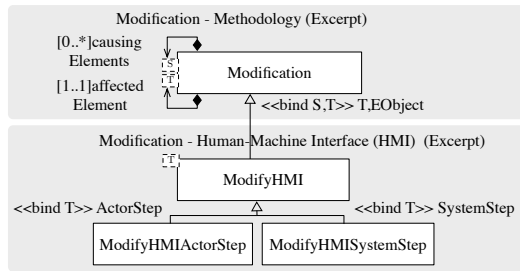 Modification - Methodology (Excerpt)
[0..*]causing
Elements
S
T
[1..1]affected
Element
Modification
<<bind S,T>> T,EObject
Modification - Human-Machine Interface (HMI)  (Excerpt)
T
ModifyHMI
<<bind T>> ActorStep
<<bind T>> SystemStep
ModifyHMIActorStep
ModifyHMISystemStep